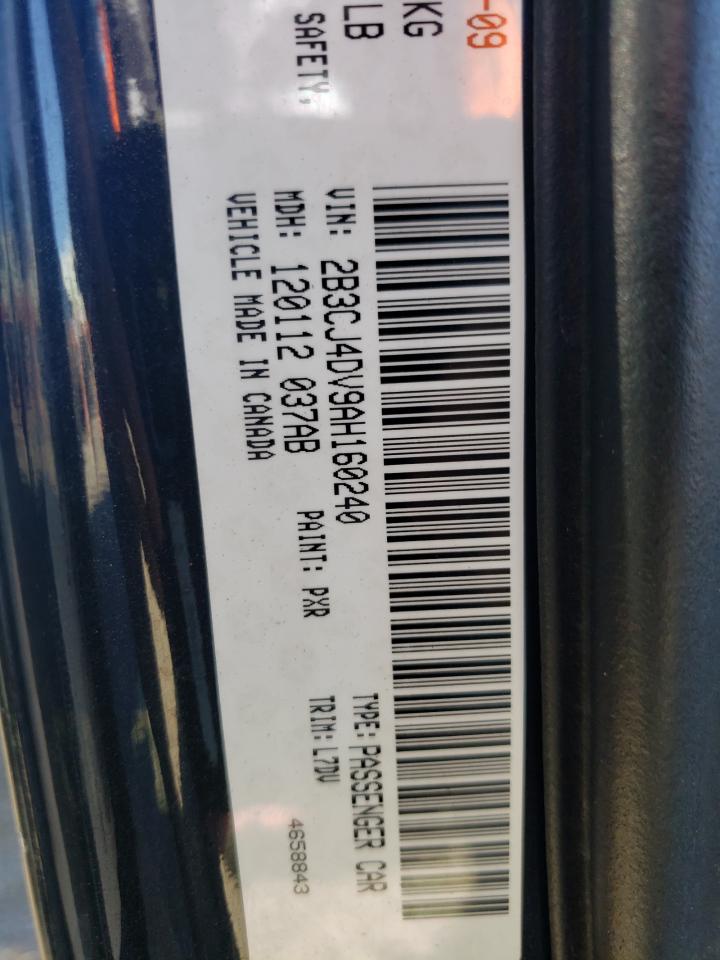 -09
KG
LB
SAFETY,
VIN: 2B3CJ4DV9AH160240
TYPE: PASSENGER CAR
MDH: 120112 037AB
PAINT: PXR
TRIM: L7DV
VEHICLE MADE IN CANADA
4658843